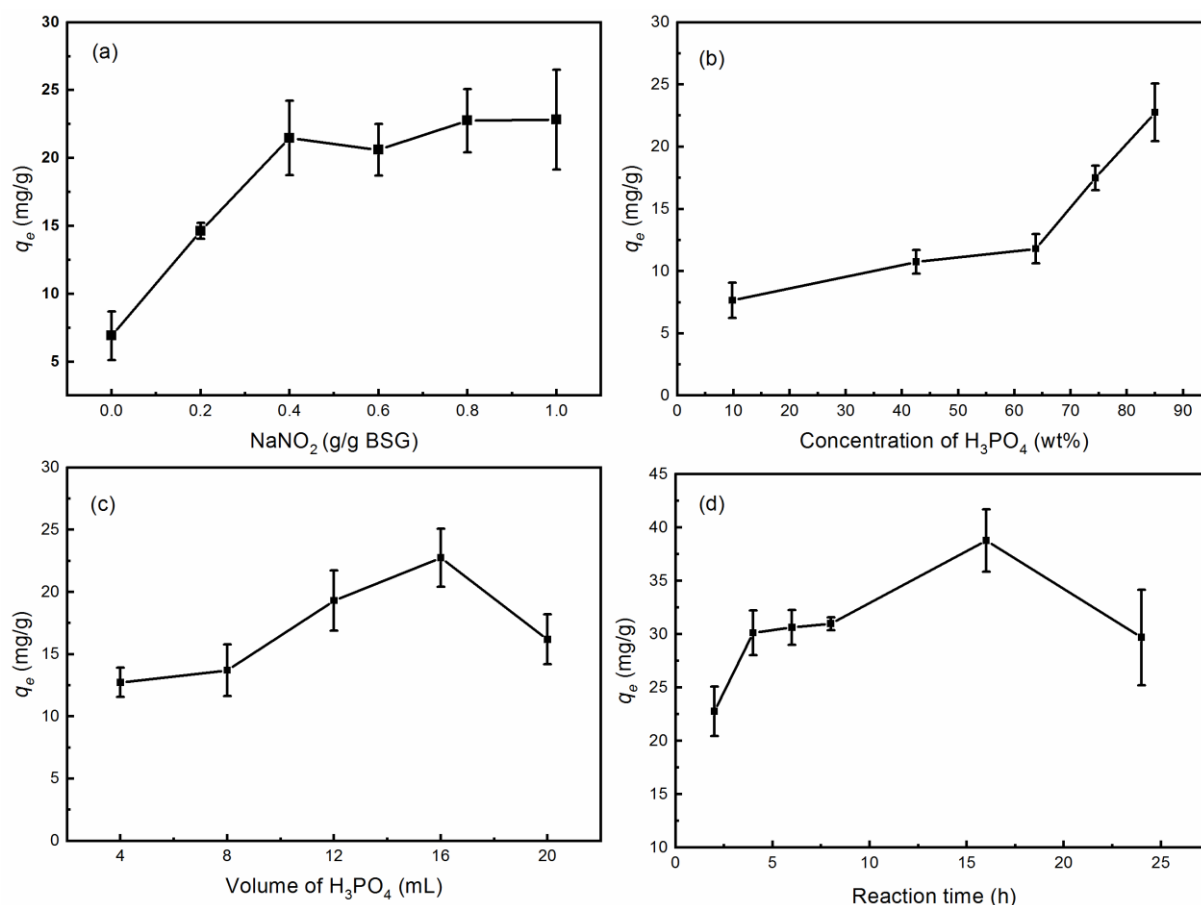 (a)
30
25
20
15
10
5
qₑ (mg/g)
0.0 0.2 0.4 0.6 0.8 1.0
NaNO₂ (g/g BSG)
(b)
30
25
20
15
10
5
0
qₑ (mg/g)
0 10 20 30 40 50 60 70 80 90
Concentration of H₃PO₄ (wt%)
(c)
30
25
20
15
10
5
0
qₑ (mg/g)
4 8 12 16 20
Volume of H₃PO₄ (mL)
(d)
45
40
35
30
25
20
15
10
qₑ (mg/g)
0 5 10 15 20 25
Reaction time (h)